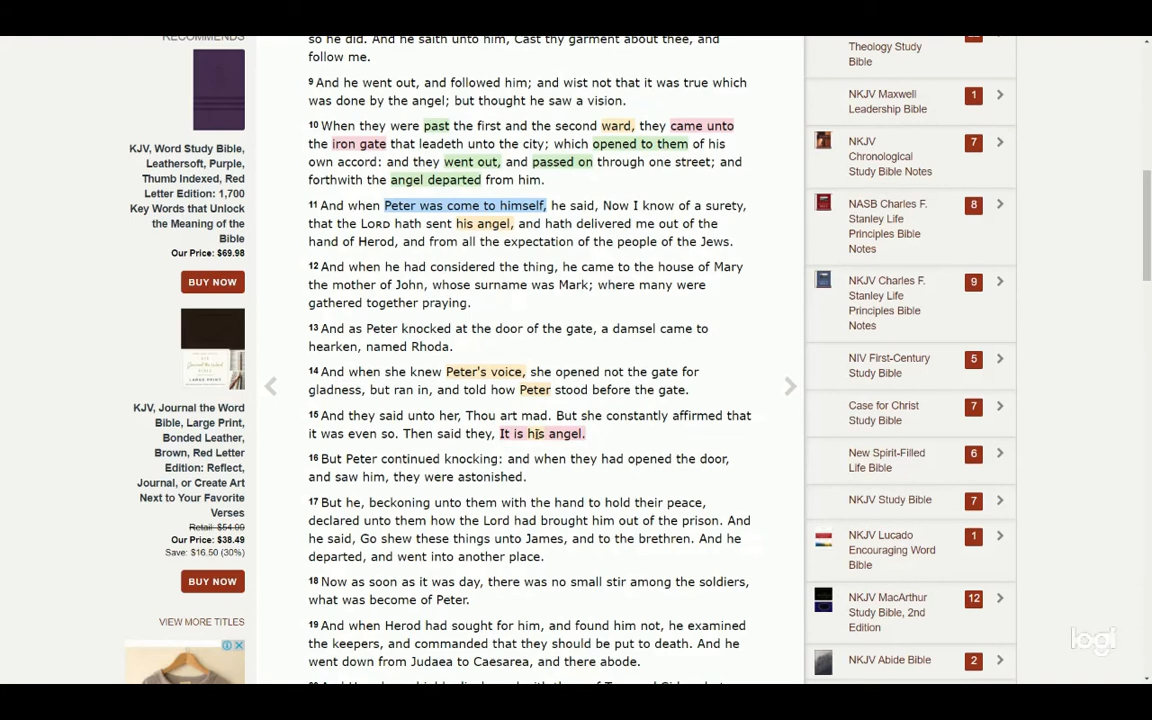 RECOMMENDS
KJV, Word Study Bible,
Leathersoft, Purple,
Thumb Indexed, Red
Letter Edition: 1,700
Key Words that Unlock
the Meaning of the
Bible
Our Price: $69.98
BUY NOW
KJV, Journal the Word
Bible, Large Print,
Bonded Leather,
Brown, Red Letter
Edition: Reflect,
Journal, or Create Art
Next to Your Favorite
Verses
Retail: $54.99
Our Price: $38.49
Save: $16.50 (30%)
BUY NOW
VIEW MORE TITLES
so he did. And he saith unto him, Cast thy garment about thee, and
follow me.
9 And he went out, and followed him; and wist not that it was true which
was done by the angel; but thought he saw a vision.
10 When they were past the first and the second ward, they came unto
the iron gate that leadeth unto the city; which opened to them of his
own accord: and they went out, and passed on through one street; and
forthwith the angel departed from him.
11 And when Peter was come to himself, he said, Now I know of a surety,
that the LORD hath sent his angel, and hath delivered me out of the
hand of Herod, and from all the expectation of the people of the Jews.
12 And when he had considered the thing, he came to the house of Mary
the mother of John, whose surname was Mark; where many were
gathered together praying.
13 And as Peter knocked at the door of the gate, a damsel came to
hearken, named Rhoda.
14 And when she knew Peter's voice, she opened not the gate for
gladness, but ran in, and told how Peter stood before the gate.
15 And they said unto her, Thou art mad. But she constantly affirmed that
it was even so. Then said they, It is his angel.
16 But Peter continued knocking: and when they had opened the door,
and saw him, they were astonished.
17 But he, beckoning unto them with the hand to hold their peace,
declared unto them how the Lord had brought him out of the prison. And
he said, Go shew these things unto James, and to the brethren. And he
departed, and went into another place.
18 Now as soon as it was day, there was no small stir among the soldiers,
what was become of Peter.
19 And when Herod had sought for him, and found him not, he examined
the keepers, and commanded that they should be put to death. And he
went down from Judaea to Caesarea, and there abode.
Theology Study
Bible
NKJV Maxwell
Leadership Bible
1
NKJV
Chronological
Study Bible Notes
7
NASB Charles F.
Stanley Life
Principles Bible
Notes
8
NKJV Charles F.
Stanley Life
Principles Bible
Notes
9
NIV First-Century
Study Bible
5
Case for Christ
Study Bible
7
New Spirit-Filled
Life Bible
6
NKJV Study Bible
7
NKJV Lucado
Encouraging Word
Bible
1
NKJV MacArthur
Study Bible, 2nd
Edition
12
NKJV Abide Bible
2
logi